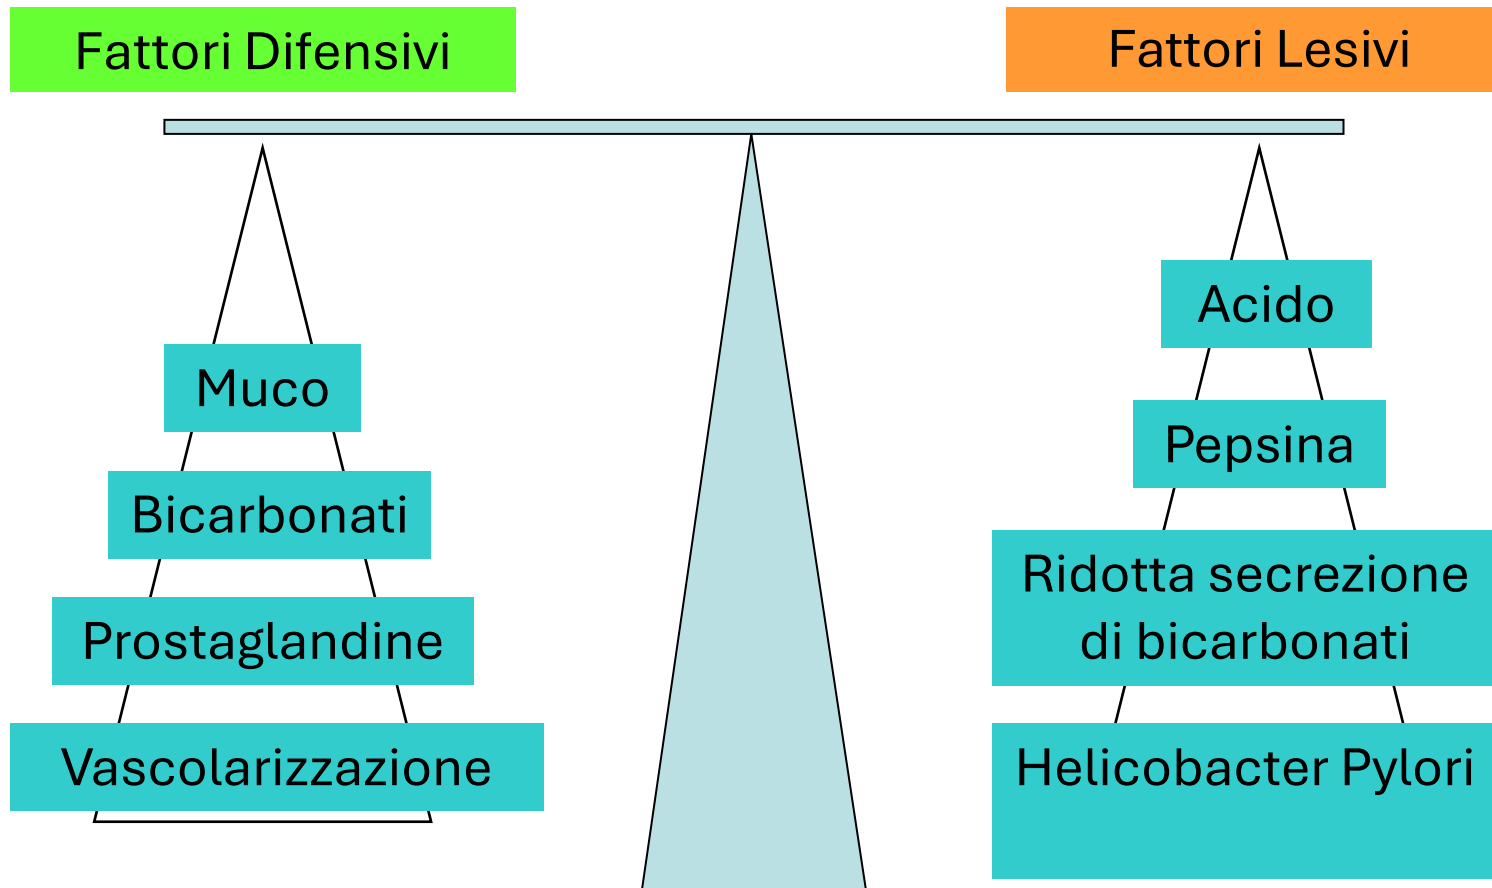 Fattori Difensivi
Fattori Lesivi
Muco
Bicarbonati
Prostaglandine
Vascolarizzazione
Acido
Pepsina
Ridotta secrezione
di bicarbonati
Helicobacter Pylori